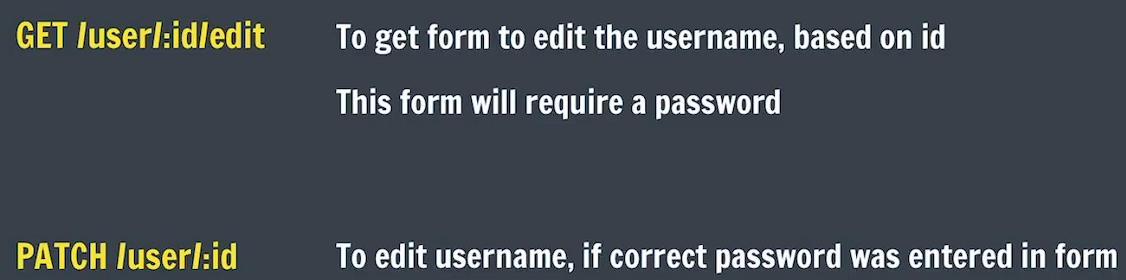 GET /user/:id/edit To get form to edit the username, based on id
This form will require a password
PATCH /user/:id To edit username, if correct password was entered in form